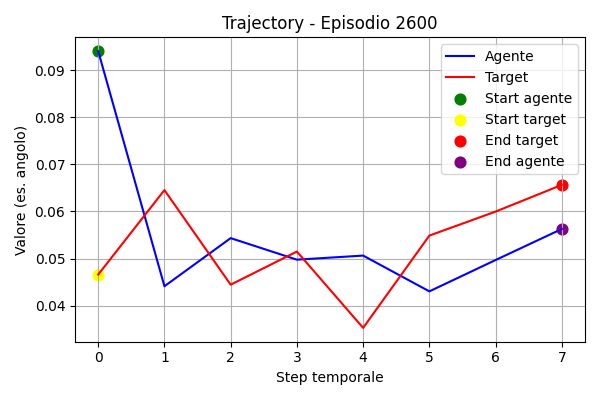 Trajectory - Episodio 2600
Valore (es. angolo)
0.09
0.08
0.07
0.06
0.05
0.04
0 1 2 3 4 5 6 7
Step temporale
Agente
Target
Start agente
Start target
End target
End agente